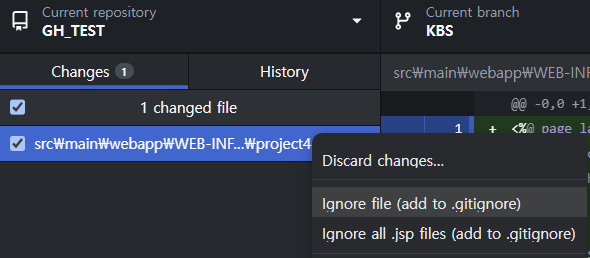 Current repository
GH_TEST
Current branch
KBS
Changes 1
History
src₩main₩webapp₩WEB-INF
1 changed file
@@ -0,0 +1,
src₩main₩webapp₩WEB-INF...₩project4
1 + <%@ page la
Discard changes...
Ignore file (add to .gitignore)
Ignore all .jsp files (add to .gitignore)